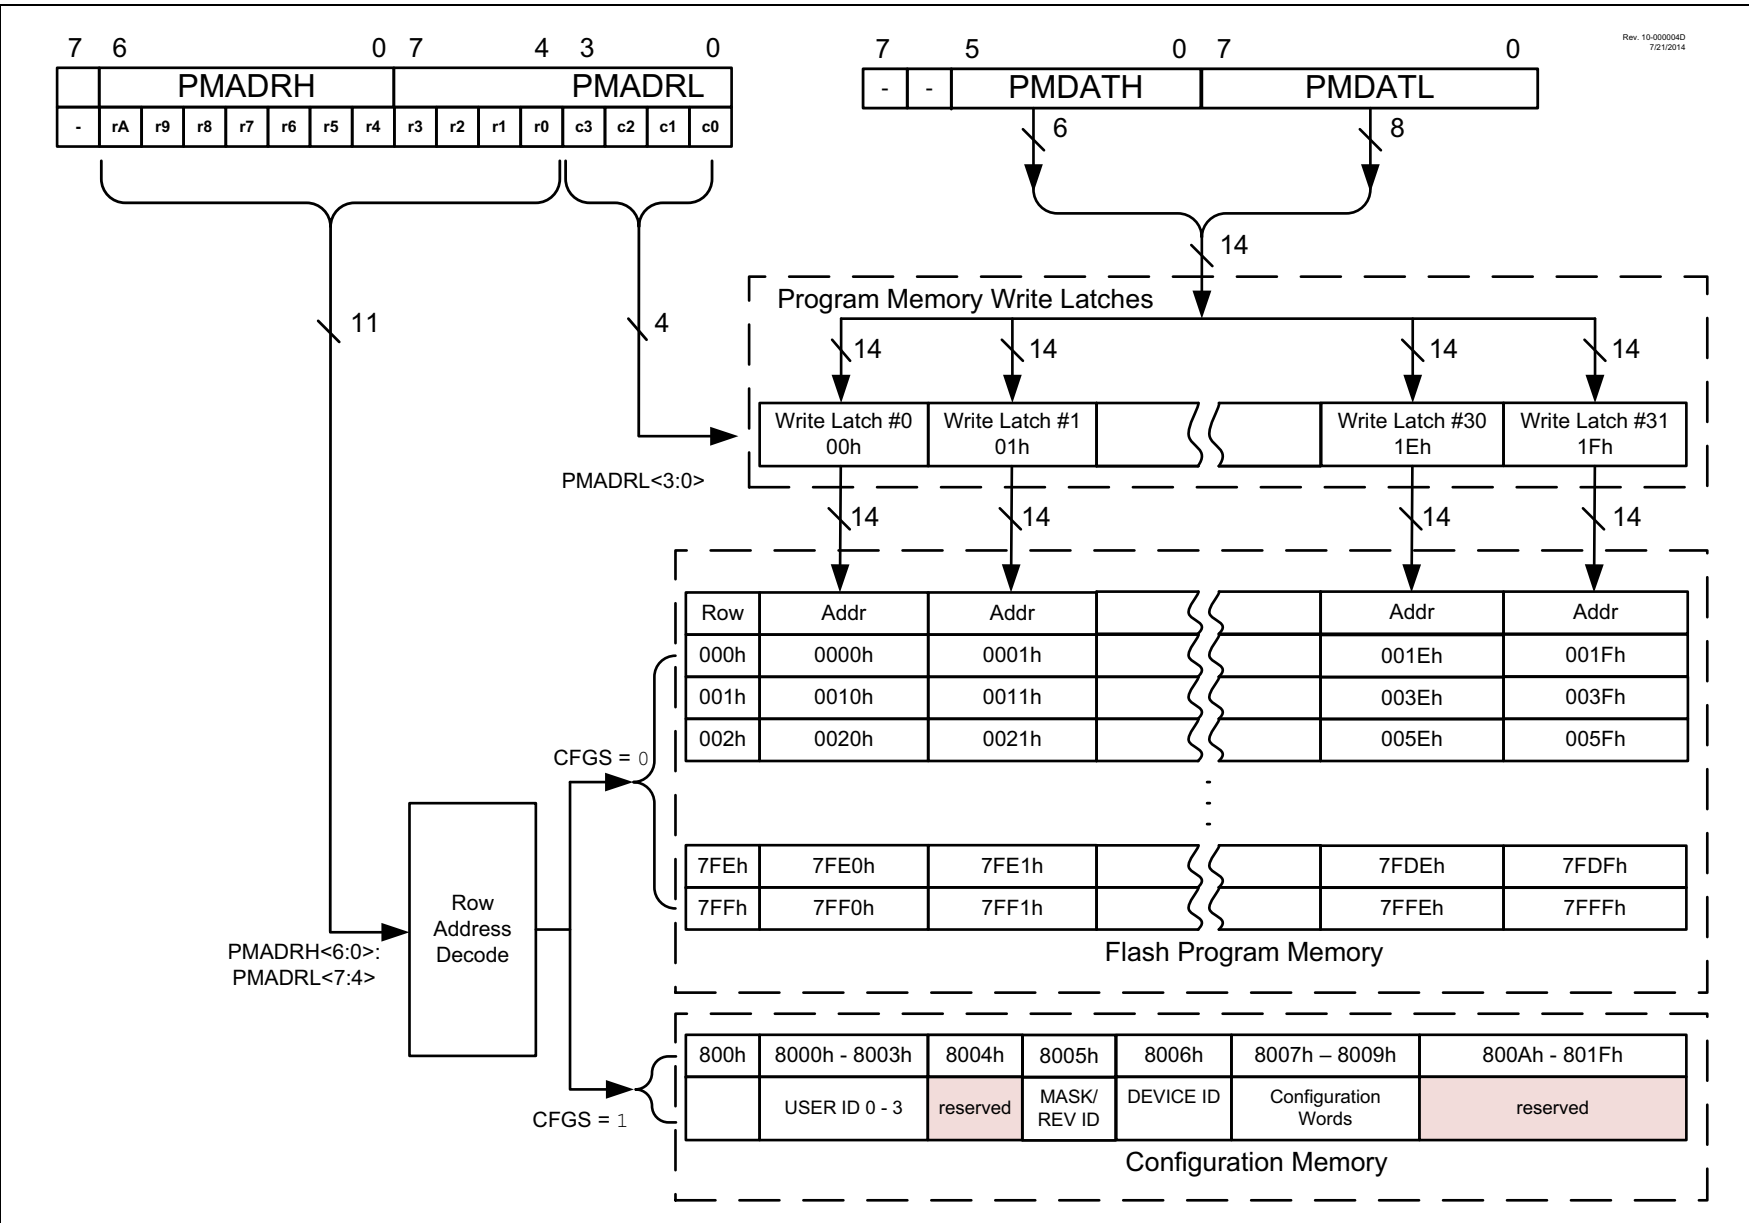 7 6 0 7 4 3 0
PMADRH PMADRL
- rA r9 r8 r7 r6 r5 r4 r3 r2 r1 r0 c3 c2 c1 c0
7 5 0 7 0
- - PMDATH PMDATL
Rev. 10-000004D
7/21/2014
6 8
14
11 4
Program Memory Write Latches
14 14 14 14
Write Latch #0 Write Latch #1 Write Latch #30 Write Latch #31
00h 01h 1Eh 1Fh
PMADRL<3:0>
14 14 14 14
Row Addr Addr Addr Addr
000h 0000h 0001h 001Eh 001Fh
001h 0010h 0011h 003Eh 003Fh
002h 0020h 0021h 005Eh 005Fh
CFGS = 0
7FEh 7FE0h 7FE1h 7FDEh 7FDFh
7FFh 7FF0h 7FF1h 7FFEh 7FFFh
Flash Program Memory
Row
Address
Decode
PMADRH<6:0>:
PMADRL<7:4>
CFGS = 1
800h 8000h - 8003h 8004h 8005h 8006h 8007h – 8009h 800Ah - 801Fh
USER ID 0 - 3 reserved MASK/ DEVICE ID Configuration reserved
REV ID Words
Configuration Memory